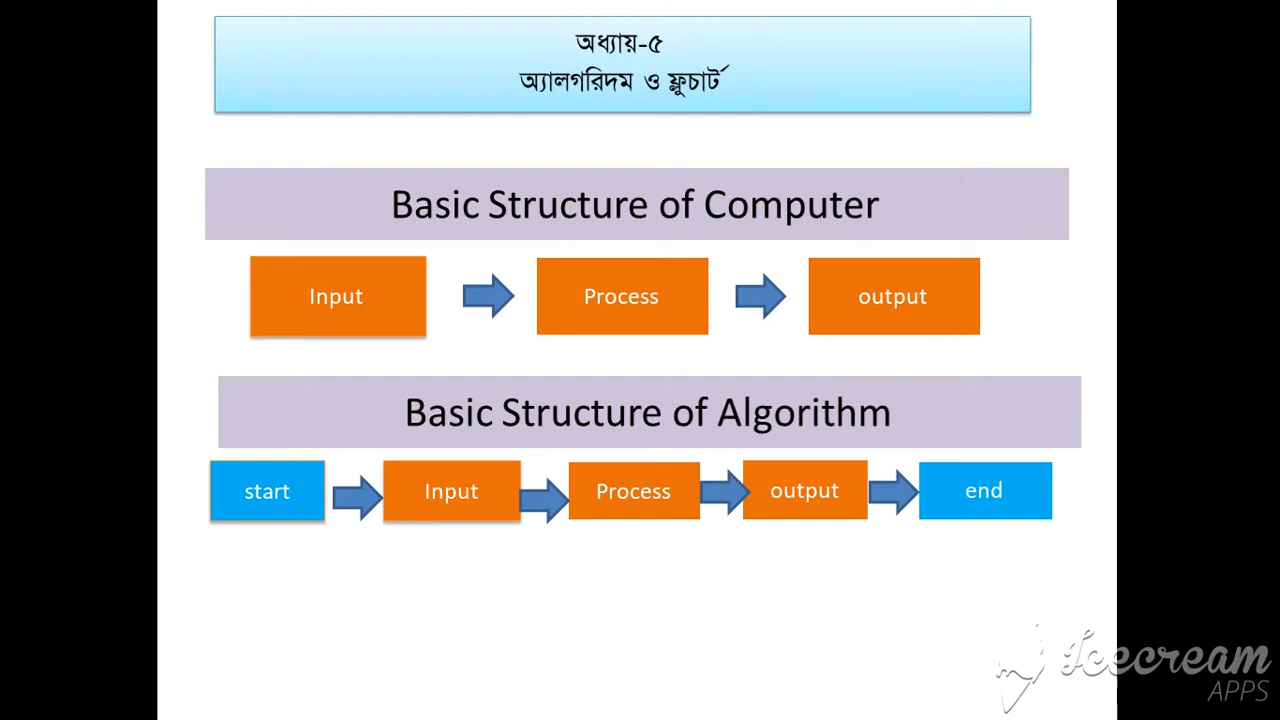 অধ্যায়-৫
অ্যালগরিদম ও ফ্লুচার্ট
Basic Structure of Computer
Input Process output
Basic Structure of Algorithm
start Input Process output end
Icecream
APPS